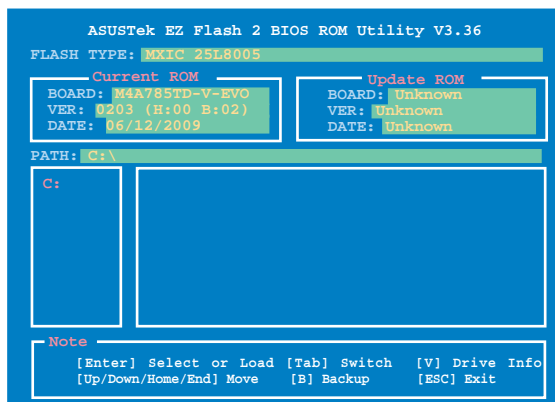 ASUSTek EZ Flash 2 BIOS ROM Utility V3.36
FLASH TYPE: MXIC 25L8005
Current ROM
BOARD: M4A785TD-V-EVO
VER: 0203 (H:00 B:02)
DATE: 06/12/2009
Update ROM
BOARD: Unknown
VER: Unknown
DATE: Unknown
PATH: C:\
C:
Note
[Enter] Select or Load [Tab] Switch [V] Drive Info
[Up/Down/Home/End] Move [B] Backup [ESC] Exit